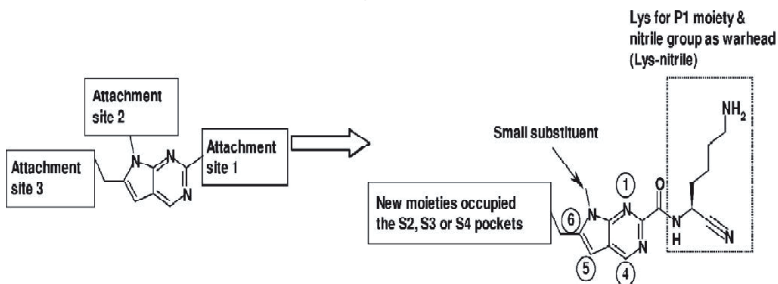 Lys for P1 moiety &
nitrile group as warhead
(Lys-nitrile)
Attachment
site 2
Attachment
site 1
Attachment
site 3
N
N
N
Small substituent
New moieties occupied
the S2, S3 or S4 pockets
NH2
1
O
6
N
N
N
N
H
N
5
4